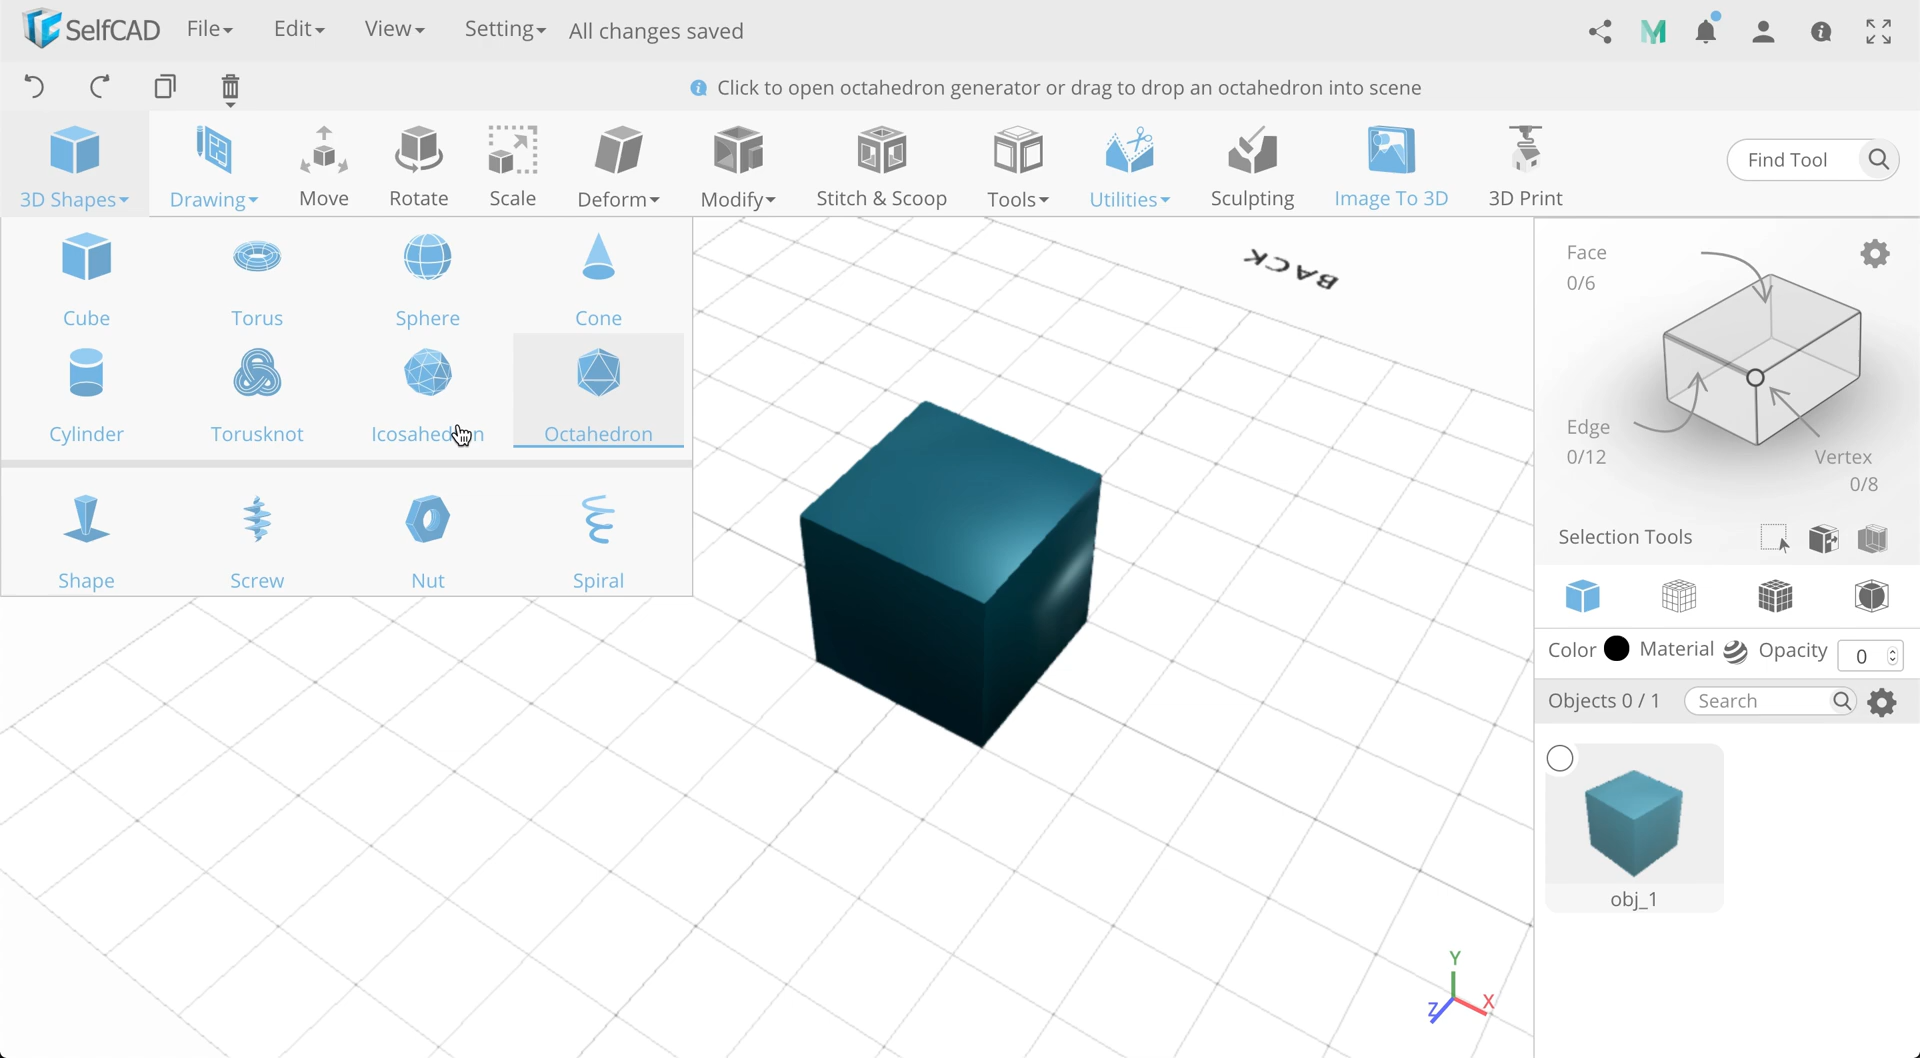 SelfCAD File Edit View Setting All changes saved
Click to open octahedron generator or drag to drop an octahedron into scene
3D Shapes Drawing Move Rotate Scale Deform Modify Stitch & Scoop Tools Utilities Sculpting Image To 3D 3D Print Find Tool
Cube Torus Sphere Cone
Cylinder Torusknot Octahedron
Shape Screw Nut Spiral
BACK
Face
0/6
Edge
0/12
Vertex
0/8
Selection Tools
Color Material Opacity 0
Objects 0 / 1 Search
obj_1
Y
Z X